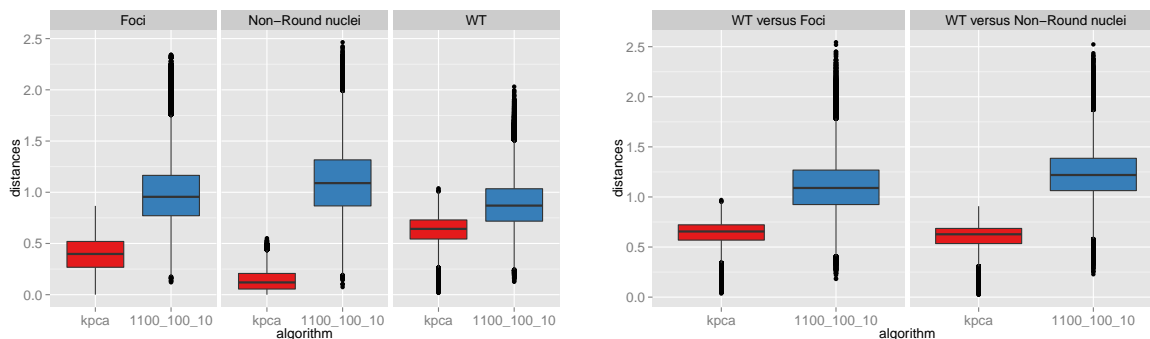 Foci Non−Round nuclei WT
2.5
2.0
1.5
1.0
0.5
0.0
distances
kpca 1100_100_10 kpca 1100_100_10 kpca 1100_100_10
algorithm
WT versus Foci WT versus Non−Round nuclei
2.5
2.0
1.5
1.0
0.5
0.0
distances
kpca 1100_100_10 kpca 1100_100_10
algorithm